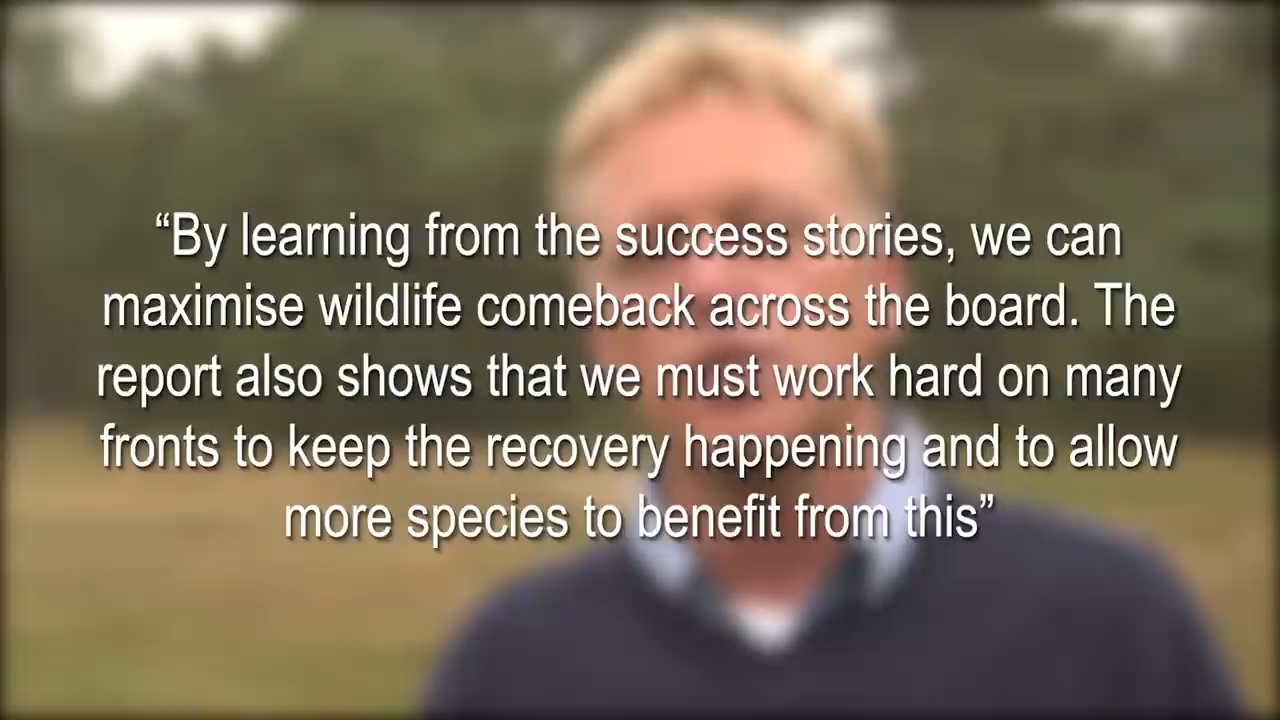 “By learning from the success stories, we can
maximise wildlife comeback across the board. The
report also shows that we must work hard on many
fronts to keep the recovery happening and to allow
more species to benefit from this”